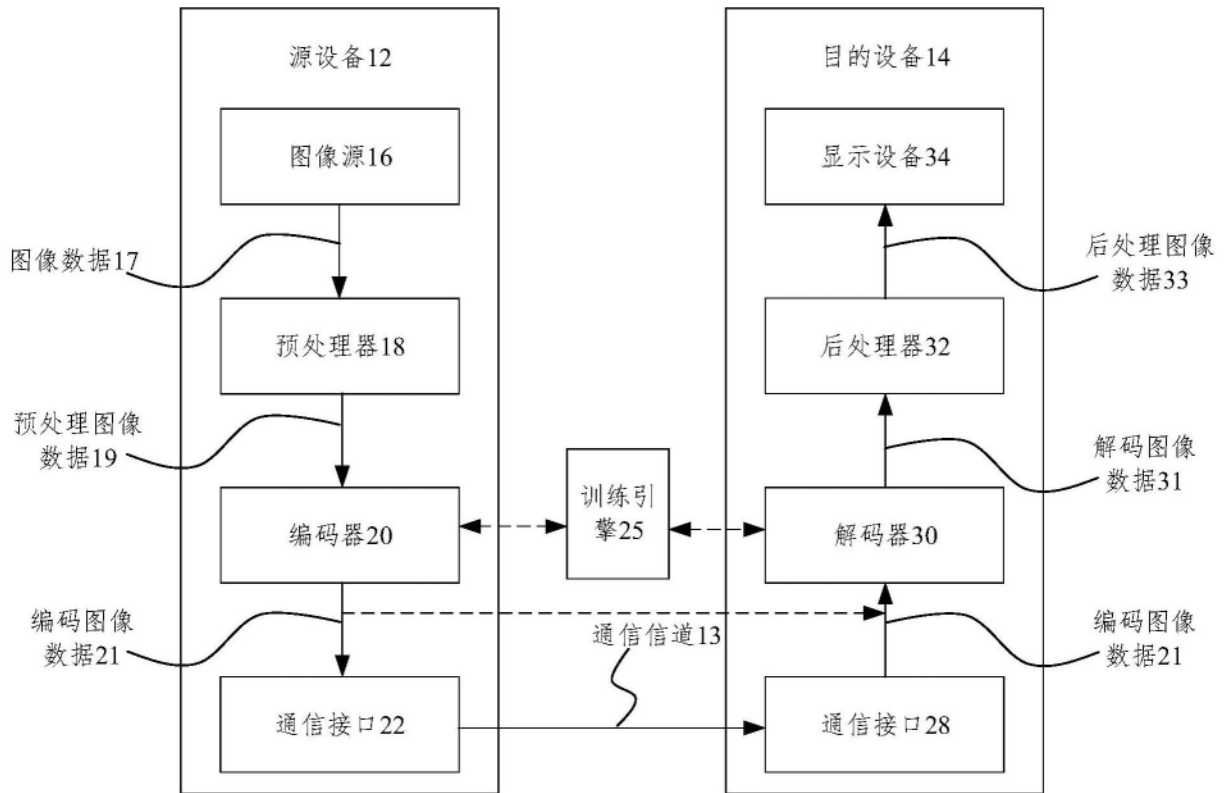 源设备12
目的设备14
图像源16
显示设备34
图像数据17
后处理图像
数据33
预处理器18
后处理器32
预处理图像
数据19
解码图像
数据31
编码器20
训练引
擎25
解码器30
编码图像
数据21
通信信道13
编码图像
数据21
通信接口22
通信接口28